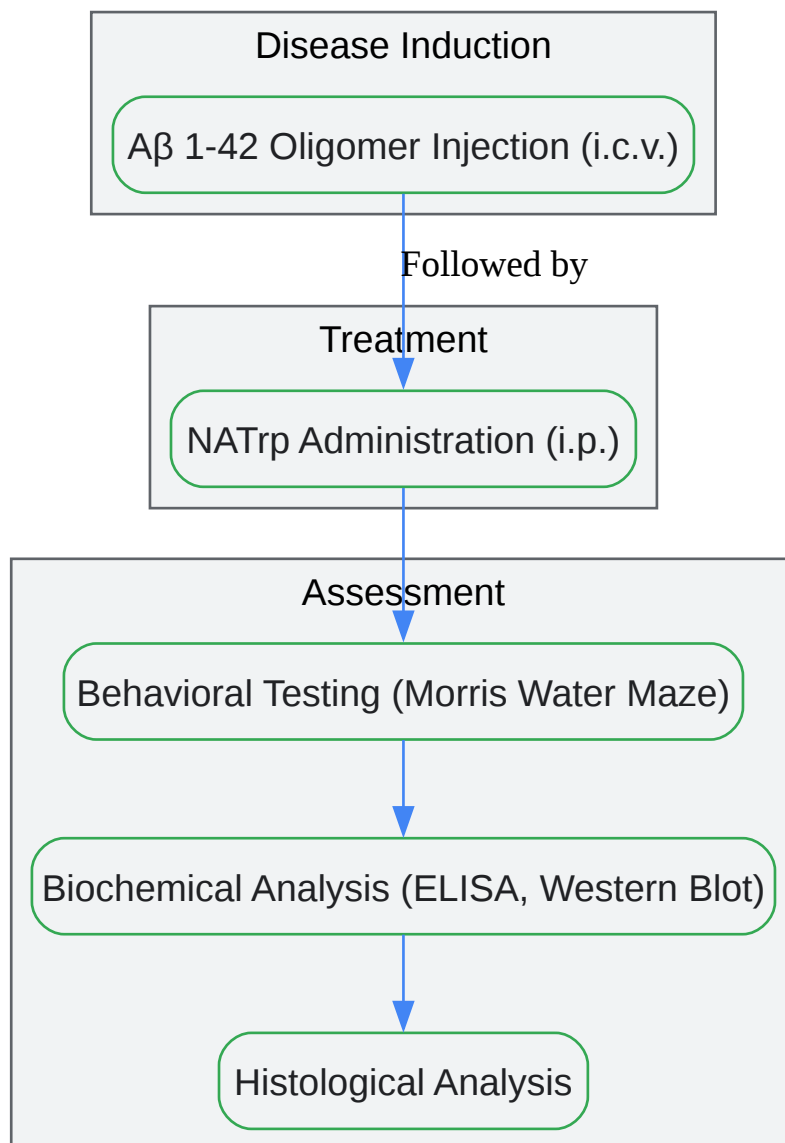 Disease Induction
Aβ 1-42 Oligomer Injection (i.c.v.)
Followed by
Treatment
NATrp Administration (i.p.)
Assessment
Behavioral Testing (Morris Water Maze)
Biochemical Analysis (ELISA, Western Blot)
Histological Analysis